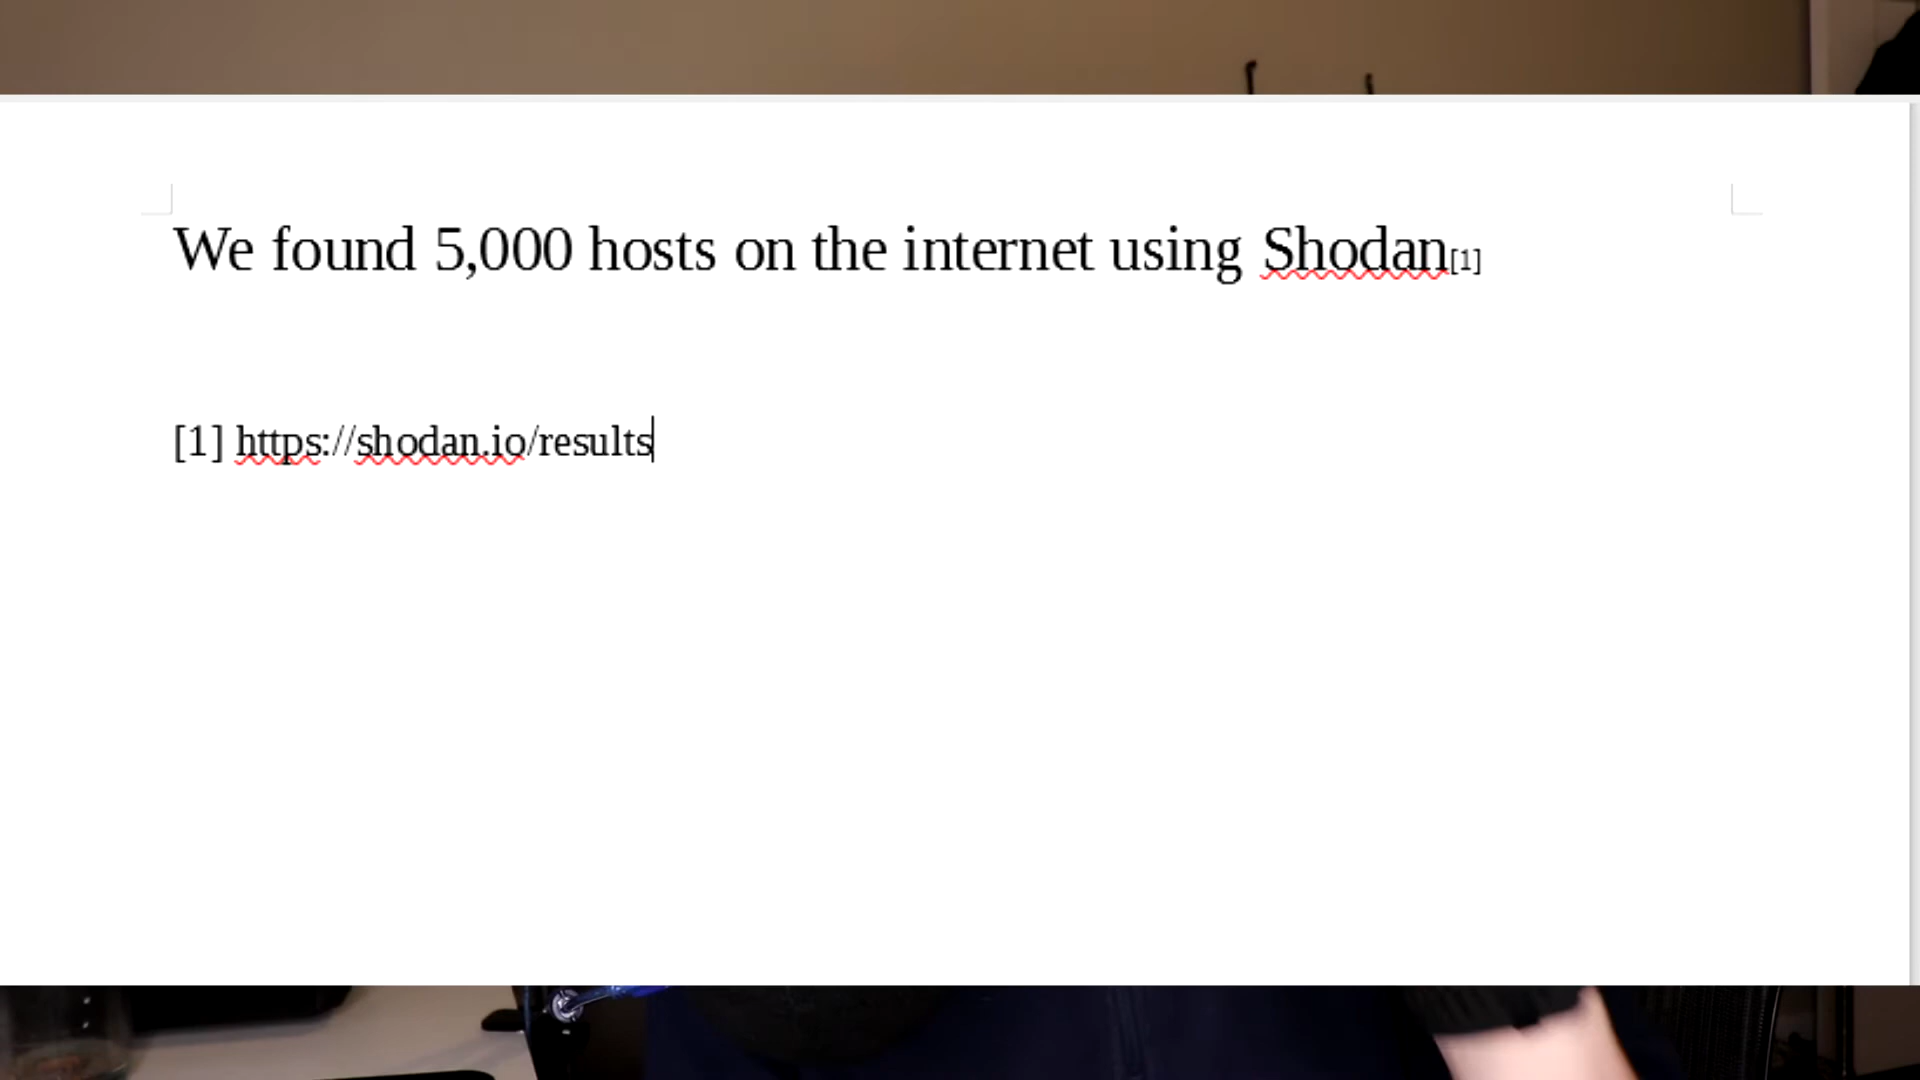 We found 5,000 hosts on the internet using Shodan[1]
[1] https://shodan.io/results